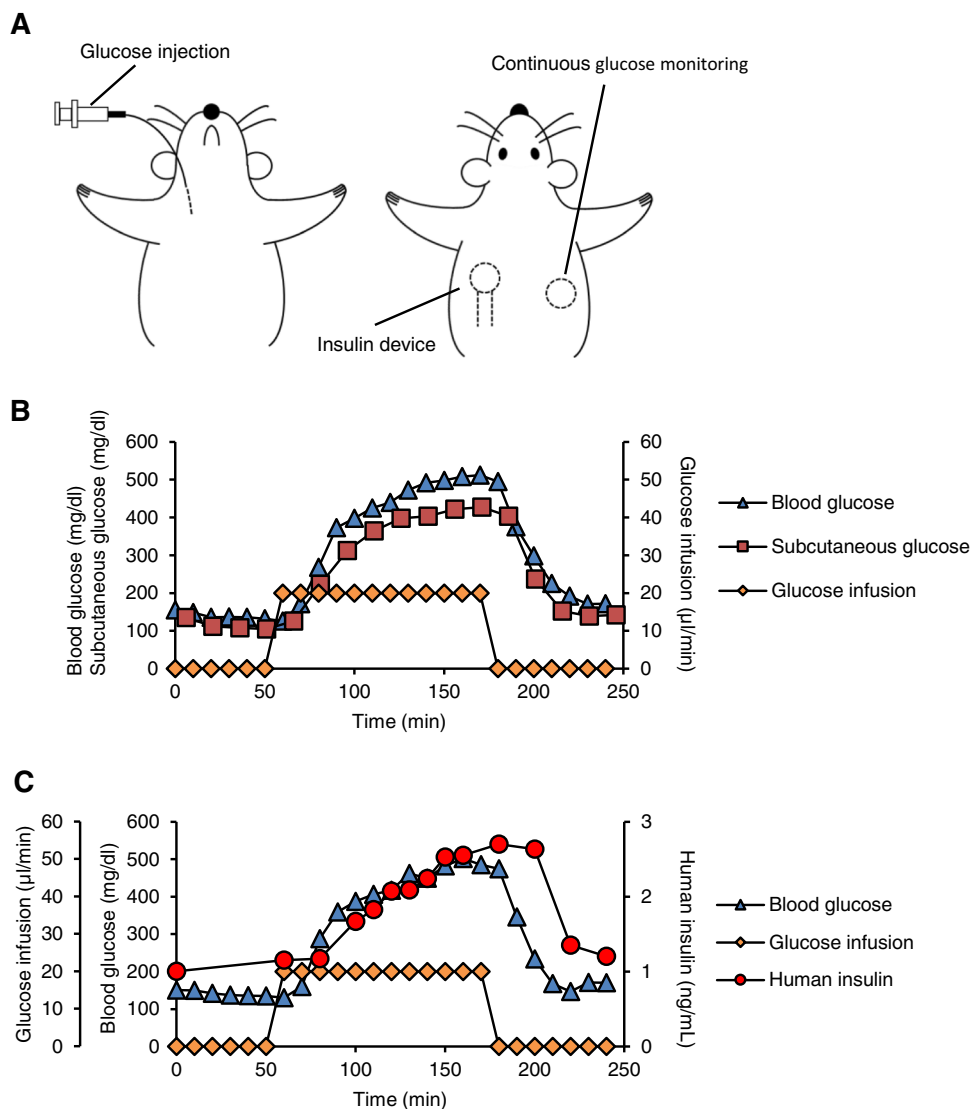 A
Glucose injection
Continuous glucose monitoring
Insulin device
B
Blood glucose (mg/dl)
Subcutaneous glucose (mg/dl)
600
500
400
300
200
100
0
0 50 100 150 200 250
Time (min)
60
50
40
30
20
10
0
Glucose infusion (µl/min)
Blood glucose
Subcutaneous glucose
Glucose infusion
C
Glucose infusion (µl/min)
60
50
40
30
20
10
0
Blood glucose (mg/dl)
600
500
400
300
200
100
0
0 50 100 150 200 250
Time (min)
3
2
1
0
Human insulin (ng/mL)
Blood glucose
Glucose infusion
Human insulin